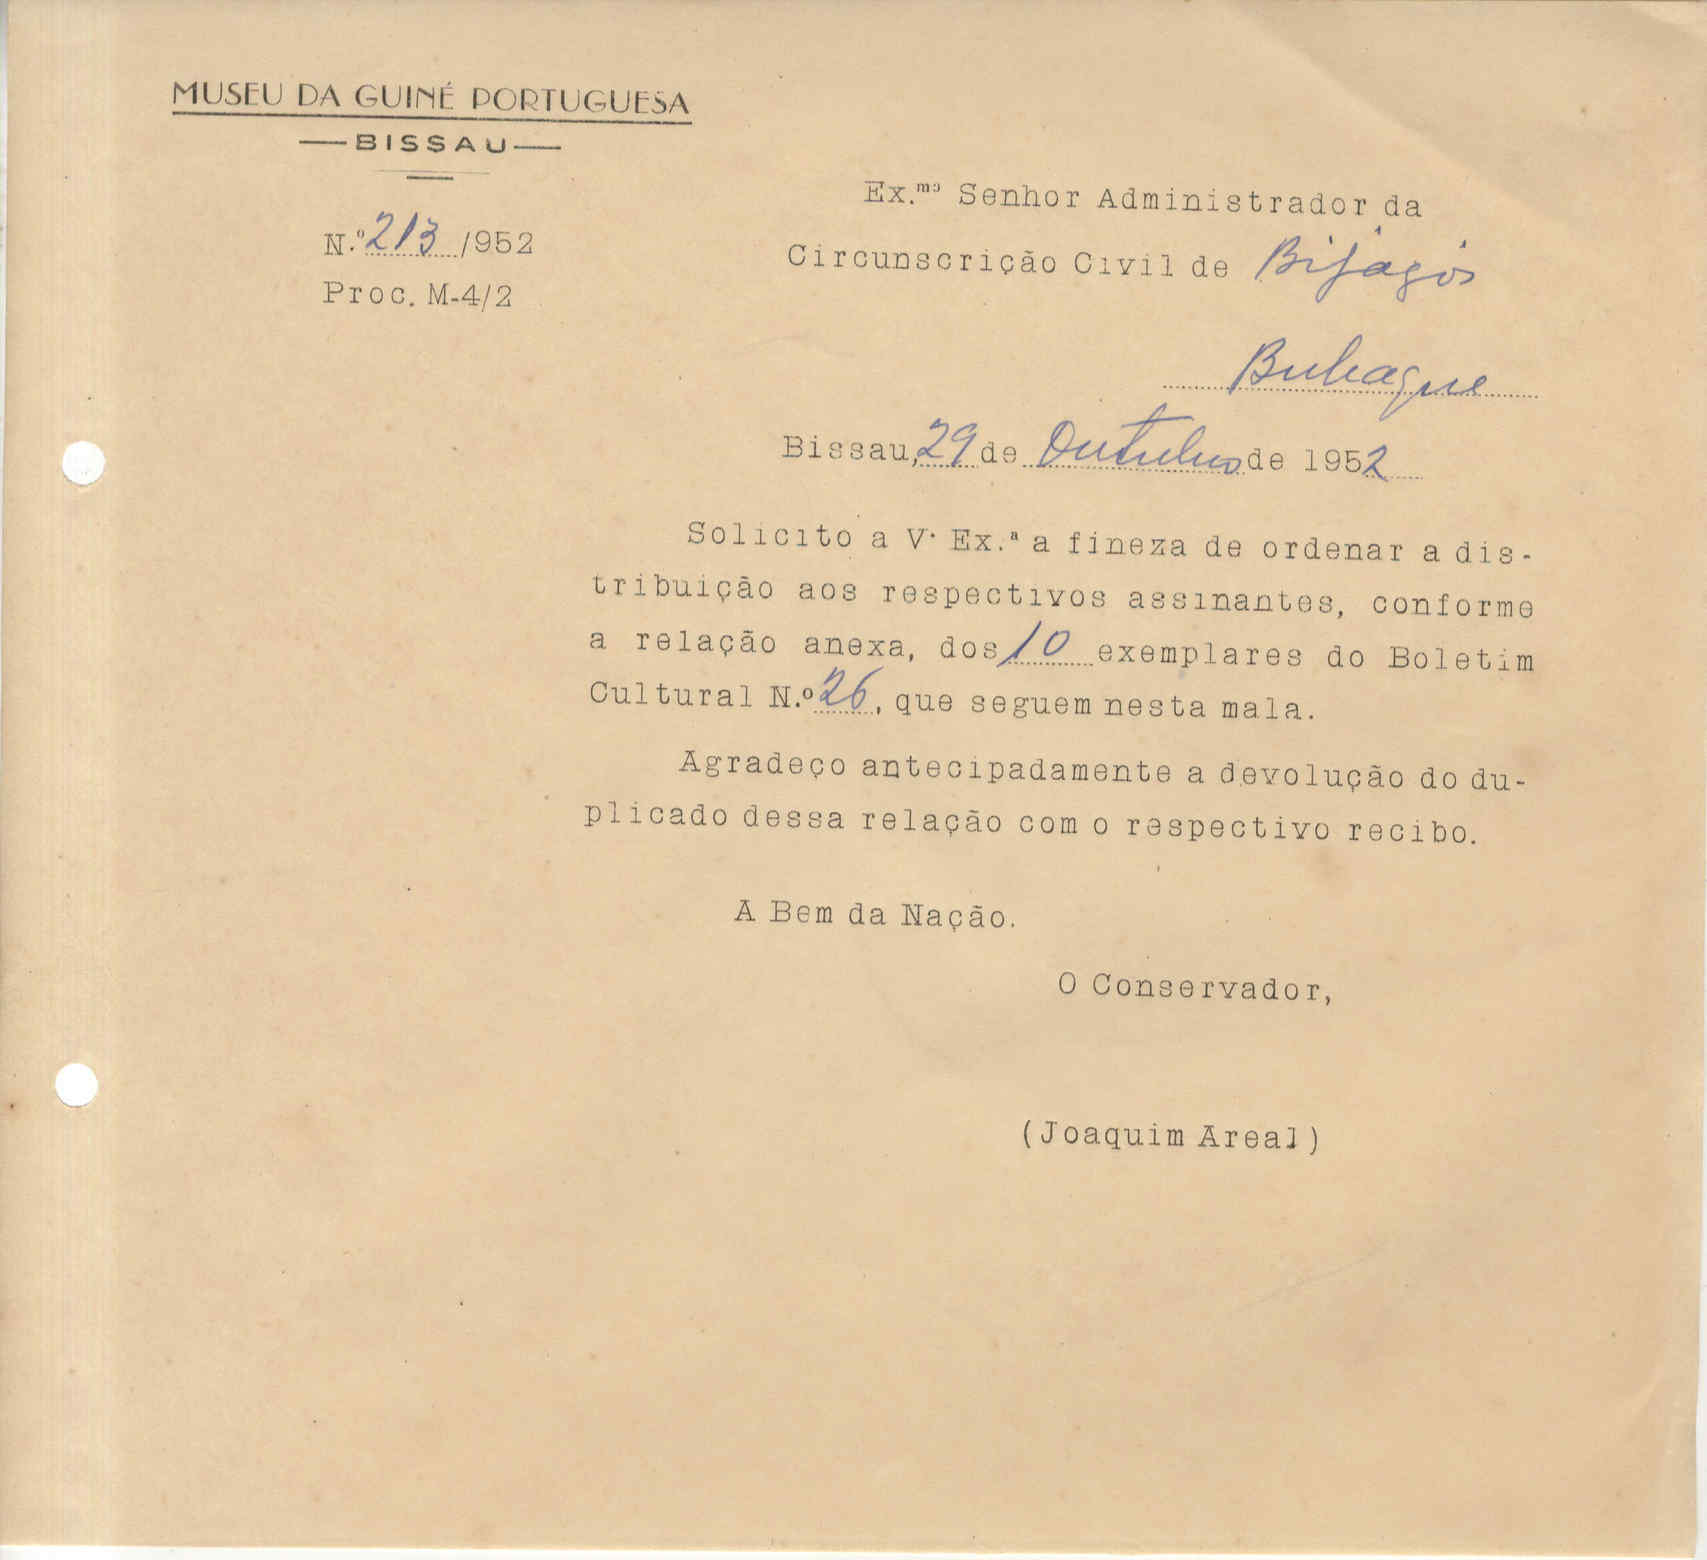 MUSEU DA GUINÉ PORTUGUESA
BISSAU
N.º 213 /952
Proc. M-4/2
Ex.mo Senhor Administrador da
Circunscrição Civil de Bijagós
Bubaque
Bissau, 29 de Outubro de 1952
Solicito a V. Ex.ª a fineza de ordenar a dis-
tribuição aos respectivos assinantes, conforme
a relação anexa, dos 10 exemplares do Boletim
Cultural N.º 26, que seguem nesta mala.
Agradeço antecipadamente a devolução do du-
plicado dessa relação com o respectivo recibo.
A Bem da Nação.
O Conservador,
(Joaquim Areal)